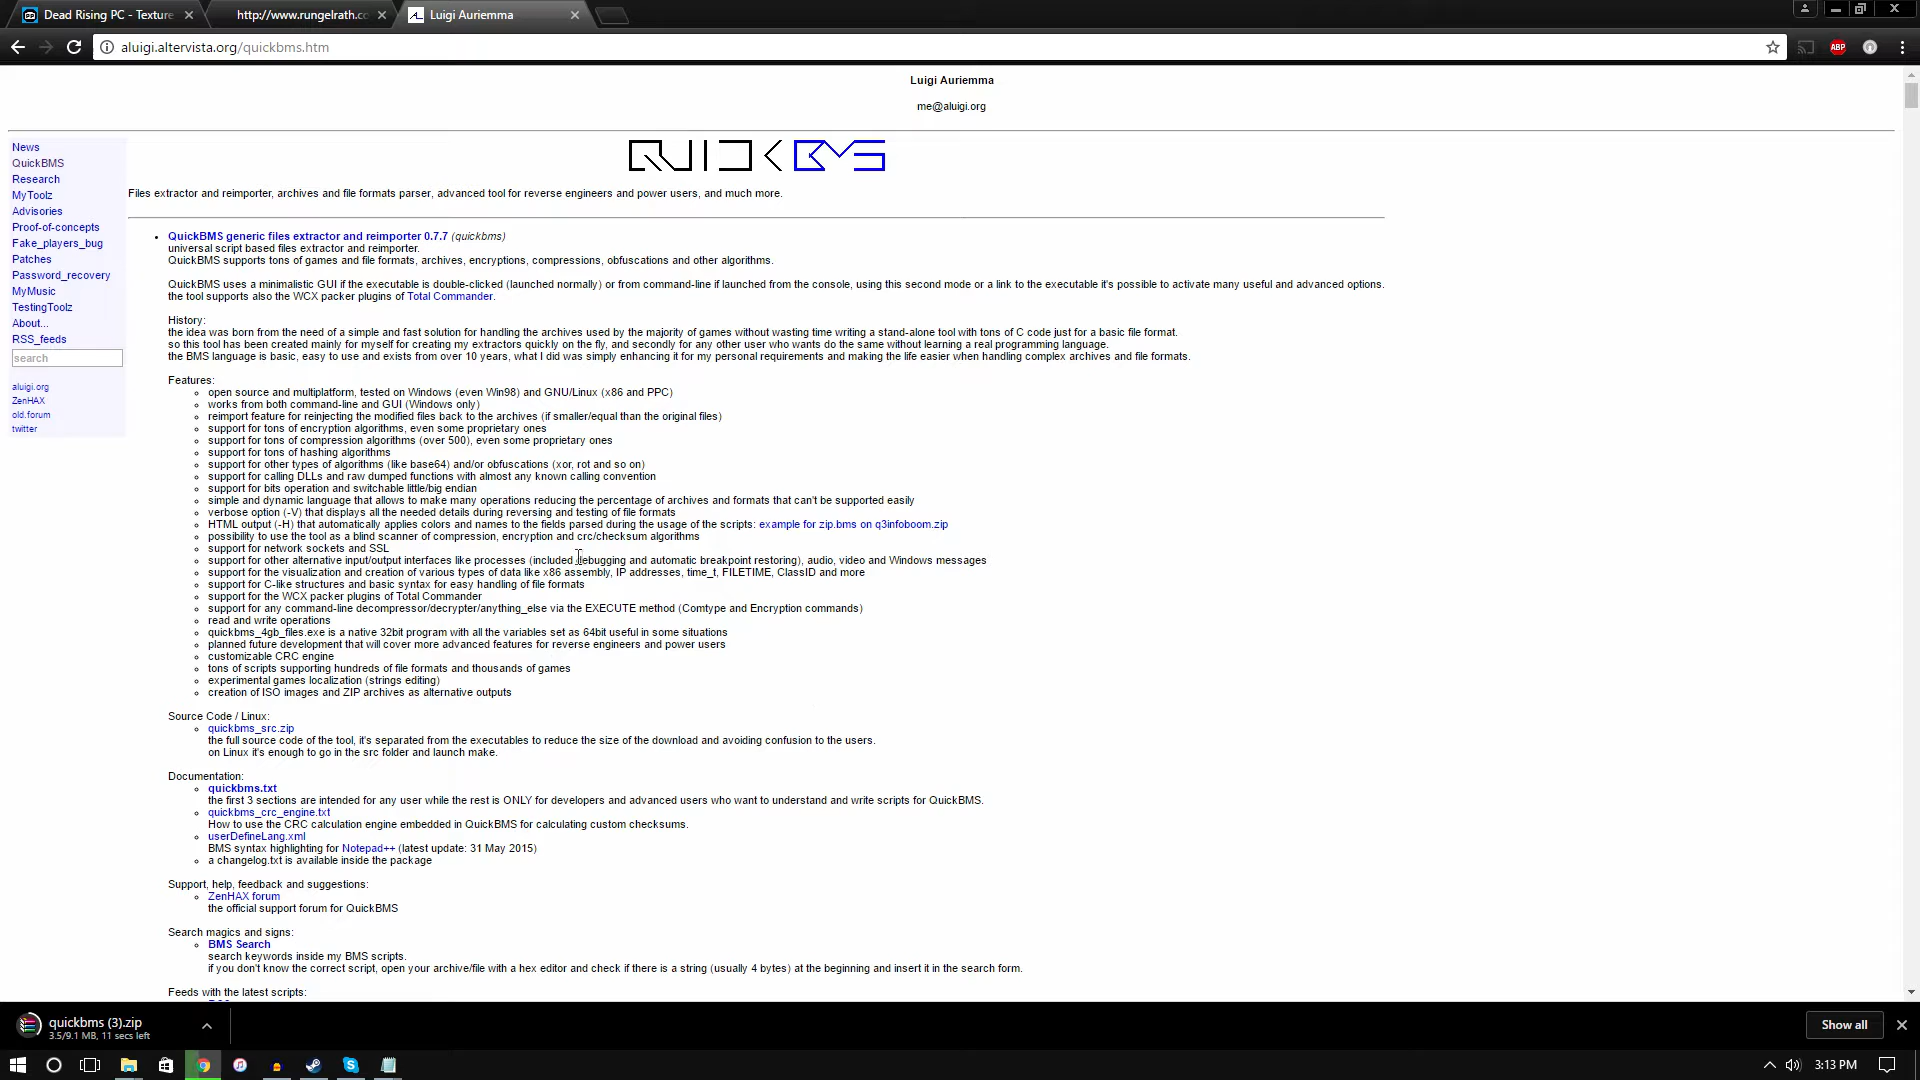 Dead Rising PC - Texture
http://www.rungelrath.co
Luigi Auriemma
aluigi.altervista.org/quickbms.htm
ABP
Luigi Auriemma
me@aluigi.org
News
QuickBMS
Research
MyToolz
Advisories
Proof-of-concepts
Fake_players_bug
Patches
Password_recovery
MyMusic
TestingToolz
About...
RSS_feeds
search
aluigi.org
ZenHAX
old.forum
twitter
QUICKBMS
Files extractor and reimporter, archives and file formats parser, advanced tool for reverse engineers and power users, and much more.
QuickBMS generic files extractor and reimporter 0.7.7 (quickbms)
universal script based files extractor and reimporter.
QuickBMS supports tons of games and file formats, archives, encryptions, compressions, obfuscations and other algorithms.
QuickBMS uses a minimalistic GUI if the executable is double-clicked (launched normally) or from command-line if launched from the console, using this second mode or a link to the executable it's possible to activate many useful and advanced options.
the tool supports also the WCX packer plugins of Total Commander.
History:
the idea was born from the need of a simple and fast solution for handling the archives used by the majority of games without wasting time writing a stand-alone tool with tons of C code just for a basic file format.
so this tool has been created mainly for myself for creating my extractors quickly on the fly, and secondly for any other user who wants do the same without learning a real programming language.
the BMS language is basic, easy to use and exists from over 10 years, what I did was simply enhancing it for my personal requirements and making the life easier when handling complex archives and file formats.
Features:
open source and multiplatform, tested on Windows (even Win98) and GNU/Linux (x86 and PPC)
works from both command-line and GUI (Windows only)
reimport feature for reinjecting the modified files back to the archives (if smaller/equal than the original files)
support for tons of encryption algorithms, even some proprietary ones
support for tons of compression algorithms (over 500), even some proprietary ones
support for tons of hashing algorithms
support for other types of algorithms (like base64) and/or obfuscations (xor, rot and so on)
support for calling DLLs and raw dumped functions with almost any known calling convention
support for bits operation and switchable little/big endian
simple and dynamic language that allows to make many operations reducing the percentage of archives and formats that can't be supported easily
verbose option (-V) that displays all the needed details during reversing and testing of file formats
HTML output (-H) that automatically applies colors and names to the fields parsed during the usage of the scripts: example for zip.bms on q3infoboom.zip
possibility to use the tool as a blind scanner of compression, encryption and crc/checksum algorithms
support for network sockets and SSL
support for other alternative input/output interfaces like processes (included debugging and automatic breakpoint restoring), audio, video and Windows messages
support for the visualization and creation of various types of data like x86 assembly, IP addresses, time_t, FILETIME, ClassID and more
support for C-like structures and basic syntax for easy handling of file formats
support for the WCX packer plugins of Total Commander
support for any command-line decompressor/decrypter/anything_else via the EXECUTE method (Comtype and Encryption commands)
read and write operations
quickbms_4gb_files.exe is a native 32bit program with all the variables set as 64bit useful in some situations
planned future development that will cover more advanced features for reverse engineers and power users
customizable CRC engine
tons of scripts supporting hundreds of file formats and thousands of games
experimental games localization (strings editing)
creation of ISO images and ZIP archives as alternative outputs
Source Code / Linux:
quickbms_src.zip
the full source code of the tool, it's separated from the executables to reduce the size of the download and avoiding confusion to the users.
on Linux it's enough to go in the src folder and launch make.
Documentation:
quickbms.txt
the first 3 sections are intended for any user while the rest is ONLY for developers and advanced users who want to understand and write scripts for QuickBMS.
quickbms_crc_engine.txt
How to use the CRC calculation engine embedded in QuickBMS for calculating custom checksums.
userDefineLang.xml
BMS syntax highlighting for Notepad++ (latest update: 31 May 2015)
a changelog.txt is available inside the package
Support, help, feedback and suggestions:
ZenHAX forum
the official support forum for QuickBMS
Search magics and signs:
BMS Search
search keywords inside my BMS scripts.
if you don't know the correct script, open your archive/file with a hex editor and check if there is a string (usually 4 bytes) at the beginning and insert it in the search form.
Feeds with the latest scripts:
quickbms (3).zip
3.5/9.1 MB, 11 secs left
Show all
3:13 PM